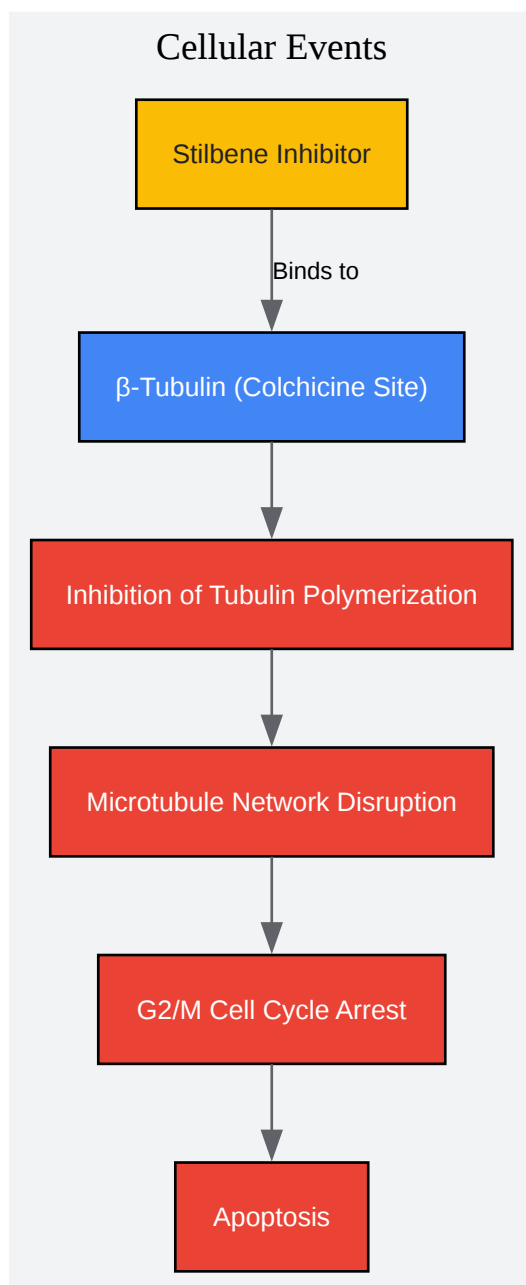 Cellular Events
Stilbene Inhibitor
Binds to
β-Tubulin (Colchicine Site)
Inhibition of Tubulin Polymerization
Microtubule Network Disruption
G2/M Cell Cycle Arrest
Apoptosis